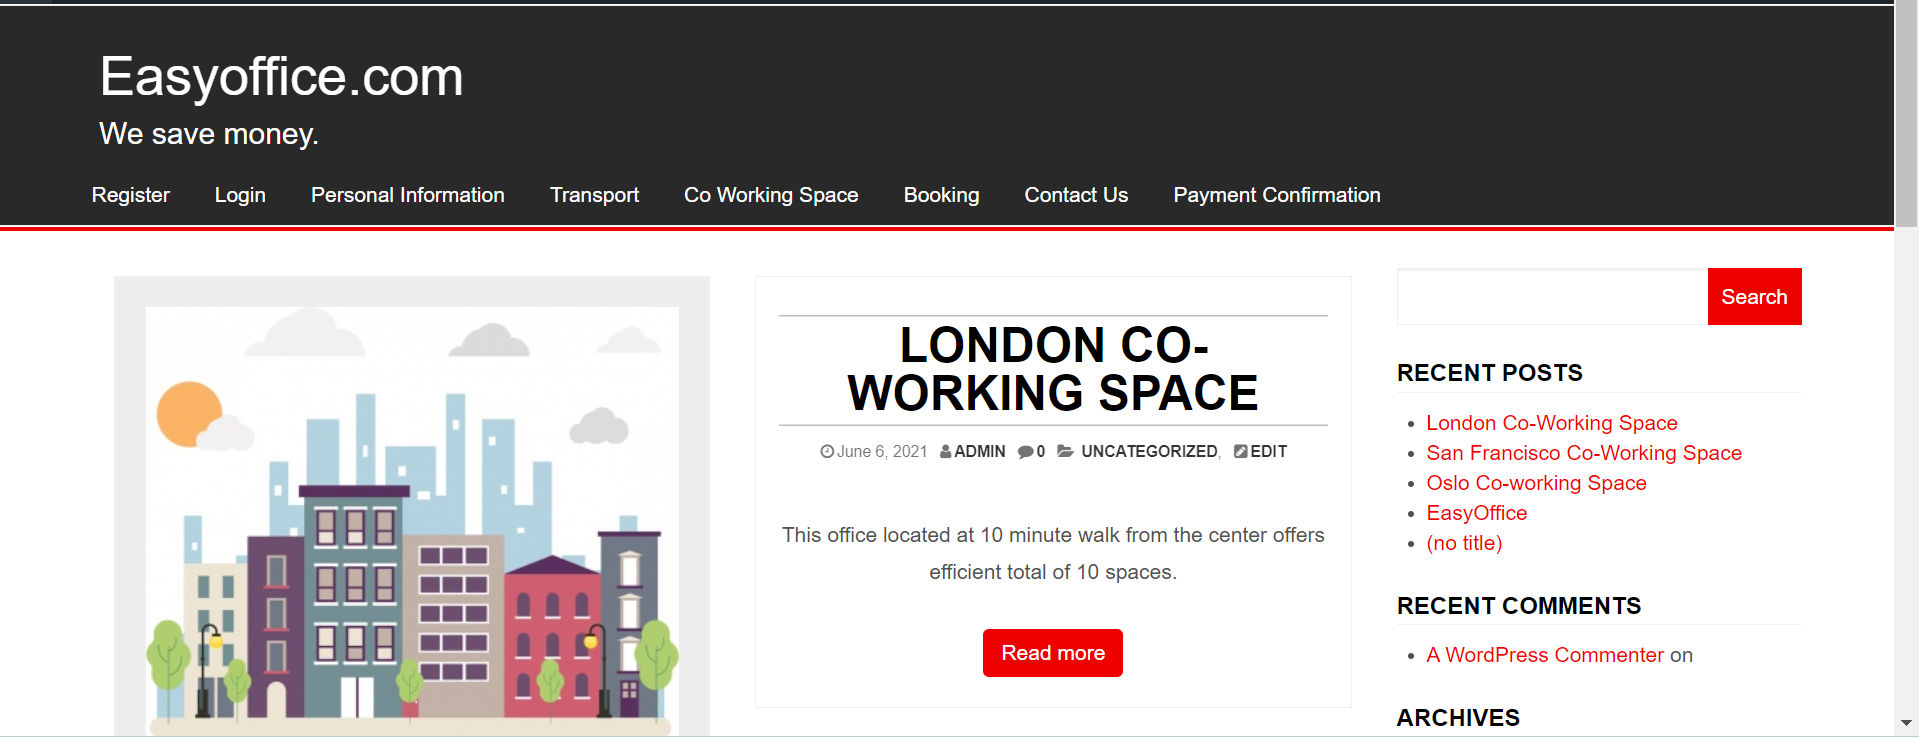 Easyoffice.com
We save money.
Register Login Personal Information Transport Co Working Space Booking Contact Us Payment Confirmation
LONDON CO-
WORKING SPACE
June 6, 2021 ADMIN 0 UNCATEGORIZED, EDIT
This office located at 10 minute walk from the center offers
efficient total of 10 spaces.
Read more
Search
RECENT POSTS
London Co-Working Space
San Francisco Co-Working Space
Oslo Co-working Space
EasyOffice
(no title)
RECENT COMMENTS
A WordPress Commenter on
ARCHIVES